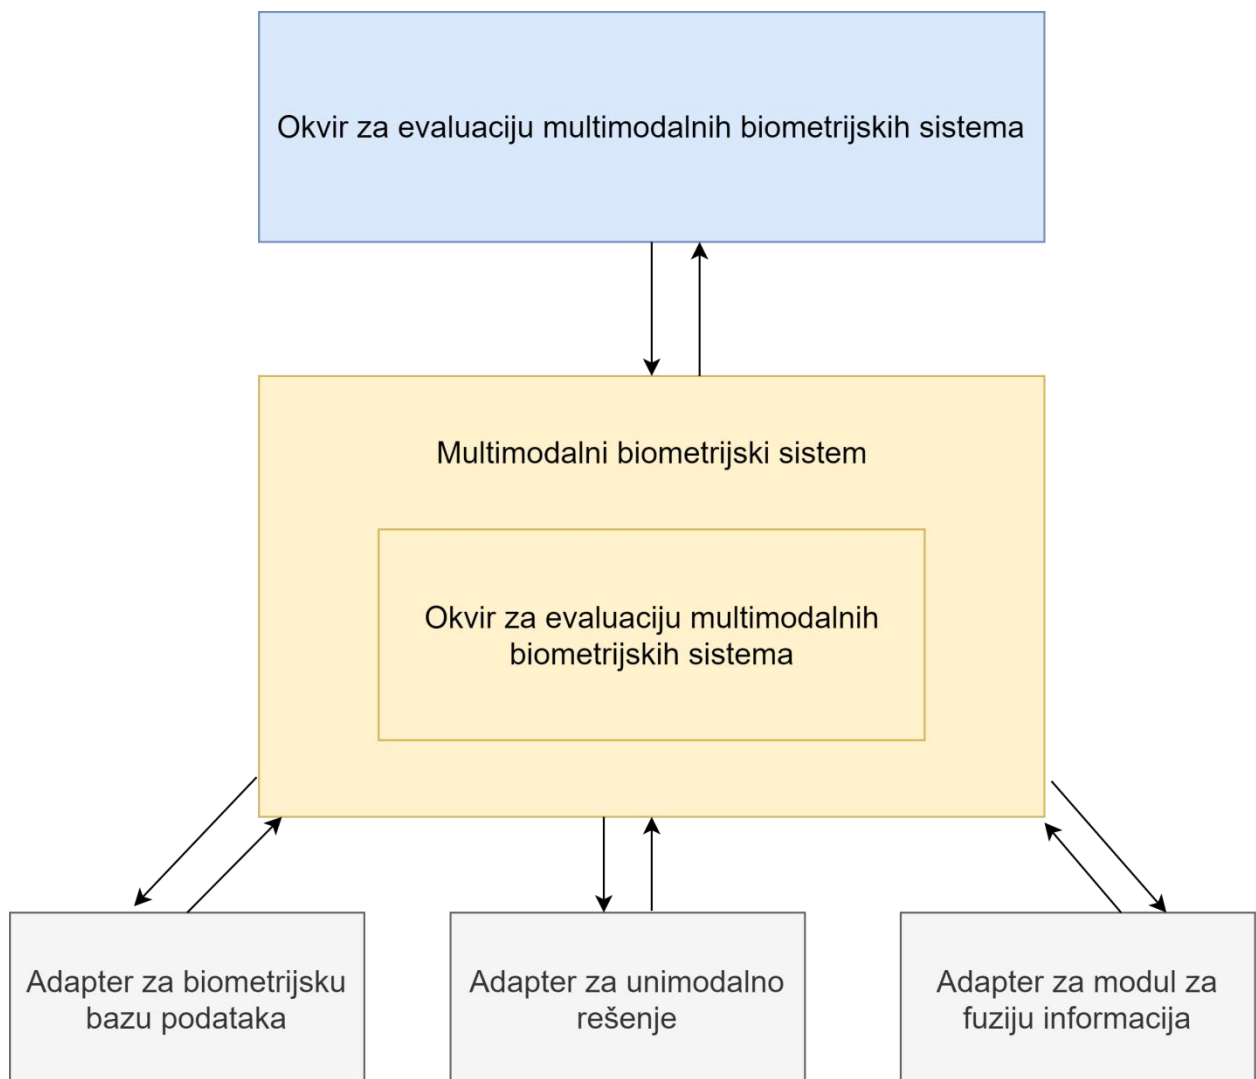 Okvir za evaluaciju multimodalnih biometrijskih sistema
Multimodalni biometrijski sistem
Okvir za evaluaciju multimodalnih
biometrijskih sistema
Adapter za biometrijsku
bazu podataka
Adapter za unimodalno
rešenje
Adapter za modul za
fuziju informacija